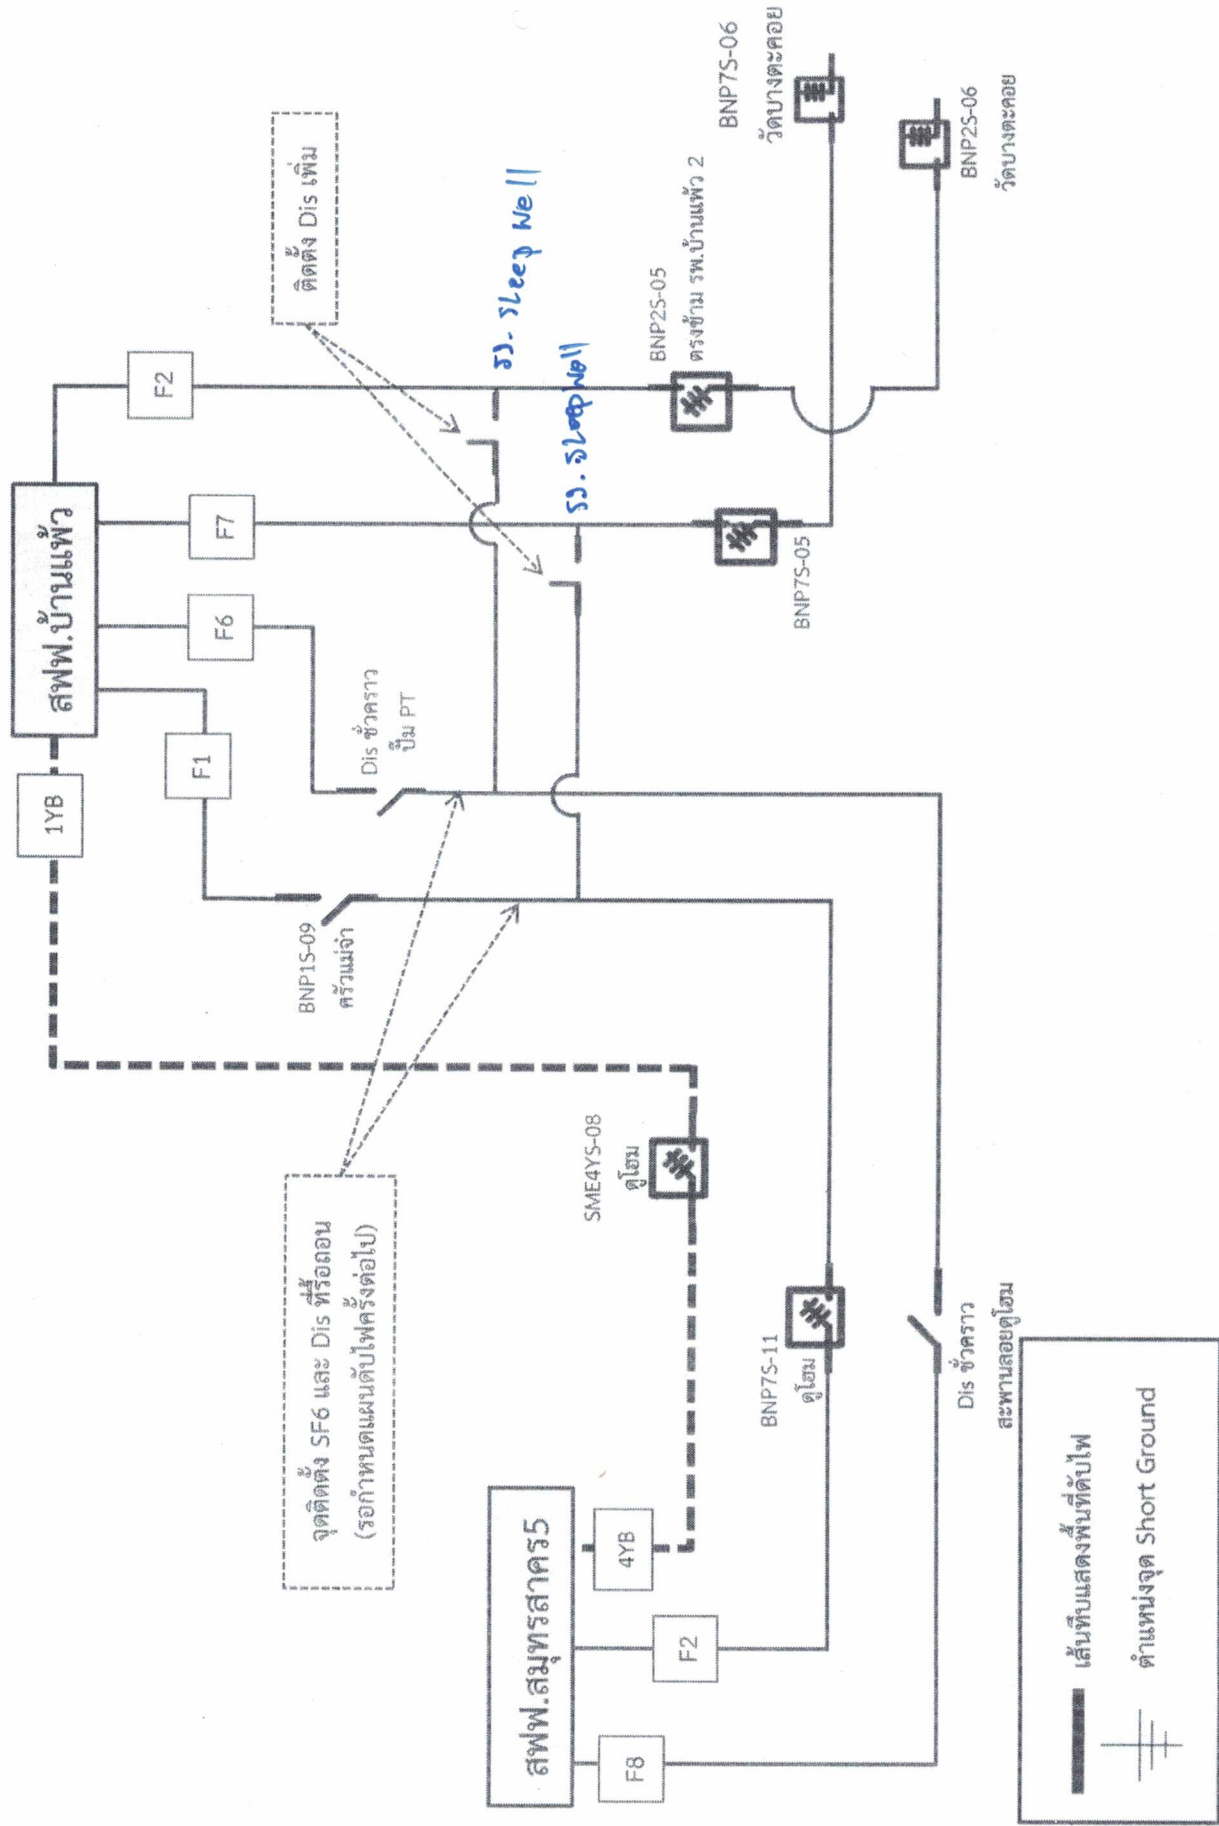 สฟฟ.บ้านแพ้ว
1YB
F1
F6
F7
F2
ติดตั้ง Dis เพิ่ม
รร. Sleep Well
รร. Sleep Well
Dis ชั่วคราว
ปั๊ม PT
BNP1S-09
ครัวแม่จ๋า
BNP2S-05
ตรงข้าม รพ.บ้านแพ้ว 2
BNP7S-05
BNP7S-06
วัดบางตะคอย
BNP2S-06
วัดบางตะคอย
จุดติดตั้ง SF6 และ Dis ที่รื้อถอน
(รอกำหนดแผนดับไฟครั้งต่อไป)
SME4YS-08
ดูโฮม
BNP7S-11
ดูโฮม
Dis ชั่วคราว
สะพานลอยดูโฮม
สฟฟ.สมุทรสาคร5
4YB
F2
F8
เส้นทึบแสดงพื้นที่ดับไฟ
ตำแหน่งจุด Short Ground